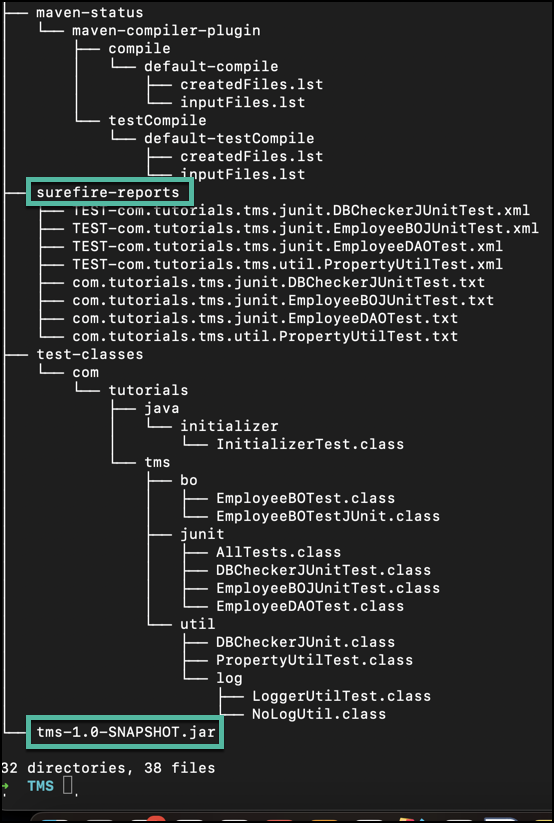 maven-status
maven-compiler-plugin
compile
default-compile
createdFiles.lst
inputFiles.lst
testCompile
default-testCompile
createdFiles.lst
inputFiles.lst
surefire-reports
TEST-com.tutorials.tms.junit.DBCheckerJUnitTest.xml
TEST-com.tutorials.tms.junit.EmployeeBOJUnitTest.xml
TEST-com.tutorials.tms.junit.EmployeeDAOTest.xml
TEST-com.tutorials.tms.util.PropertyUtilTest.xml
com.tutorials.tms.junit.DBCheckerJUnitTest.txt
com.tutorials.tms.junit.EmployeeBOJUnitTest.txt
com.tutorials.tms.junit.EmployeeDAOTest.txt
com.tutorials.tms.util.PropertyUtilTest.txt
test-classes
com
tutorials
java
initializer
InitializerTest.class
tms
bo
EmployeeBOTest.class
EmployeeBOTestJUnit.class
junit
AllTests.class
DBCheckerJUnitTest.class
EmployeeBOJUnitTest.class
EmployeeDAOTest.class
util
DBCheckerJUnit.class
PropertyUtilTest.class
log
LoggerUtilTest.class
NoLogUtil.class
tms-1.0-SNAPSHOT.jar
32 directories, 38 files
TMS